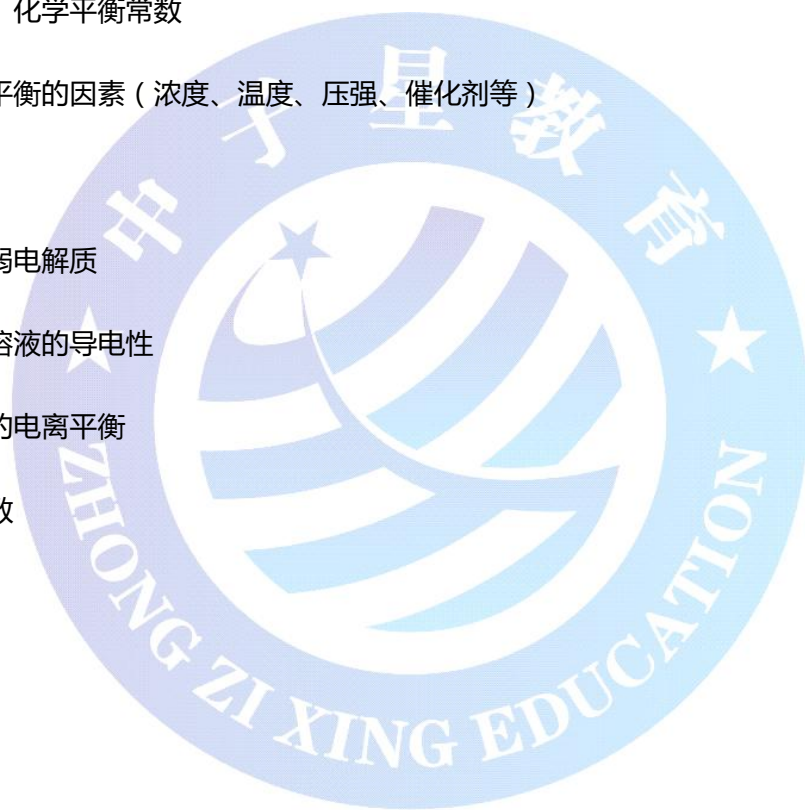 化学平衡常数
平衡的因素（浓度、温度、压强、催化剂等）
弱电解质
溶液的导电性
的电离平衡
数
中子星教育
ZHONG ZI XING EDUCATION